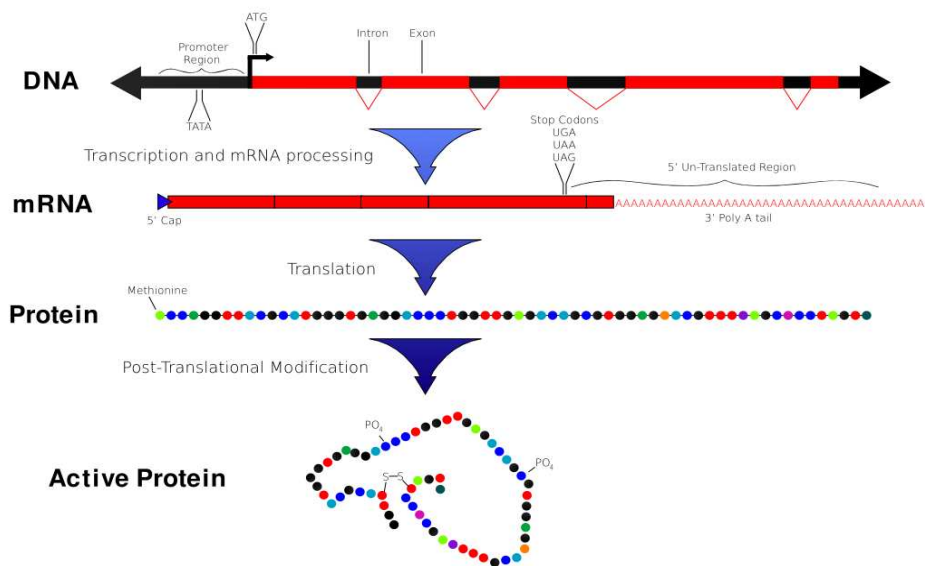 ATG
Promoter
Region
Intron
Exon
DNA
TATA
Stop Codons
UGA
UAA
UAG
Transcription and mRNA processing
5' Un-Translated Region
mRNA
AAAAAAAAAAAAAAAAAAAAAAAAAAAAAAAAAAAA
5' Cap
3' Poly A tail
Translation
Methionine
Protein
Post-Translational Modification
PO4
PO4
S S
Active Protein